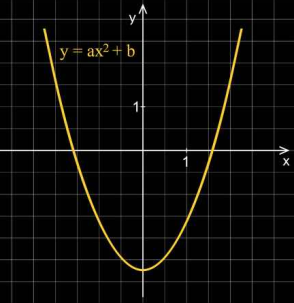 y
y = ax² + b
1
1
x